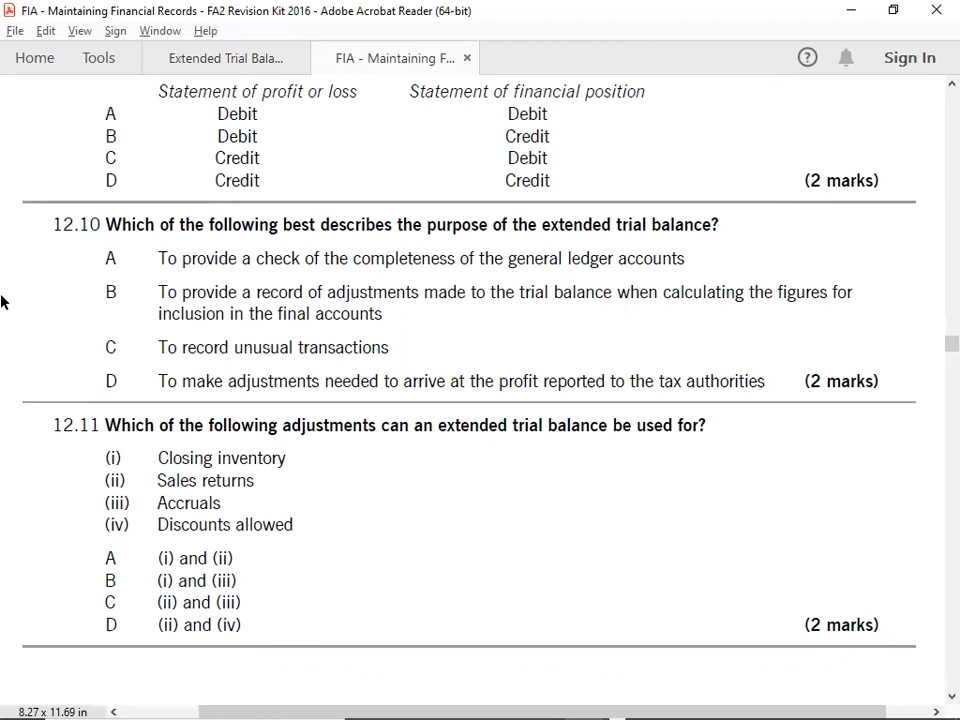 FIA - Maintaining Financial Records - FA2 Revision Kit 2016 - Adobe Acrobat Reader (64-bit)
File Edit View Sign Window Help
Home Tools Extended Trial Bala... FIA - Maintaining F... × ? Sign In
Statement of profit or loss Statement of financial position
A Debit Debit
B Debit Credit
C Credit Debit
D Credit Credit (2 marks)
12.10 Which of the following best describes the purpose of the extended trial balance?
A To provide a check of the completeness of the general ledger accounts
B To provide a record of adjustments made to the trial balance when calculating the figures for
inclusion in the final accounts
C To record unusual transactions
D To make adjustments needed to arrive at the profit reported to the tax authorities (2 marks)
12.11 Which of the following adjustments can an extended trial balance be used for?
(i) Closing inventory
(ii) Sales returns
(iii) Accruals
(iv) Discounts allowed
A (i) and (ii)
B (i) and (iii)
C (ii) and (iii)
D (ii) and (iv) (2 marks)
8.27 x 11.69 in